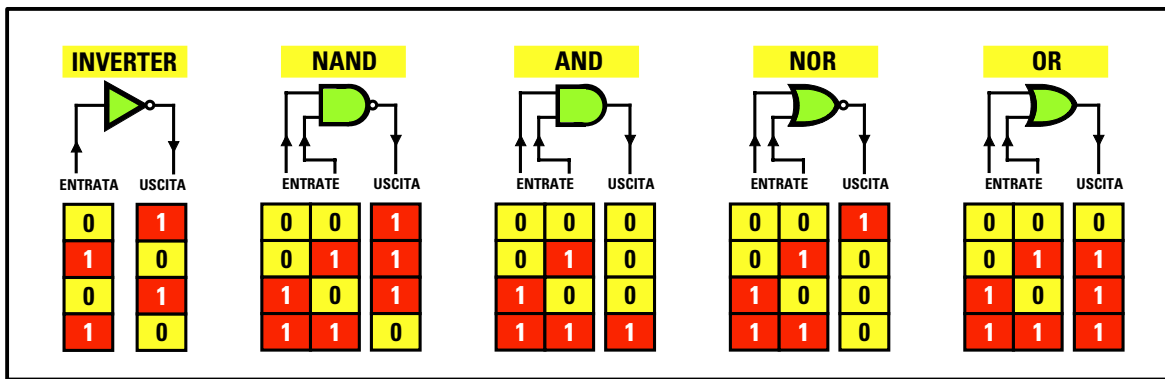 INVERTER NAND AND NOR OR
ENTRATA USCITA ENTRATE USCITA ENTRATE USCITA ENTRATE USCITA ENTRATE USCITA
0 1 0 0 1 0 0 0 0 0 1 0 0 0
1 0 0 1 1 0 1 0 0 1 0 0 1 1
0 1 1 0 1 1 0 0 1 0 0 1 0 1
1 0 1 1 0 1 1 1 1 1 0 1 1 1